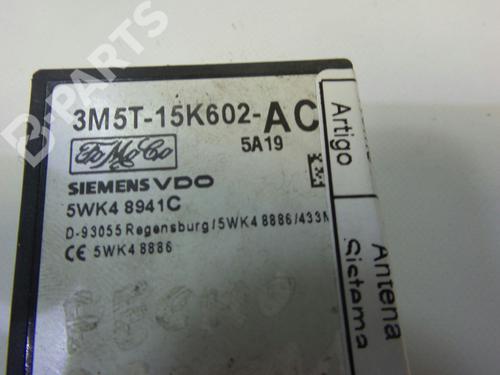 B-PARTS
3M5T-15K602-AC
FoMoCo
5A19
SIEMENS VDO
5WK4 8941C
D-93055 Regensburg/5WK4 8886/433M
CE 5WK4 8886
Artigo
Antena
Sistema